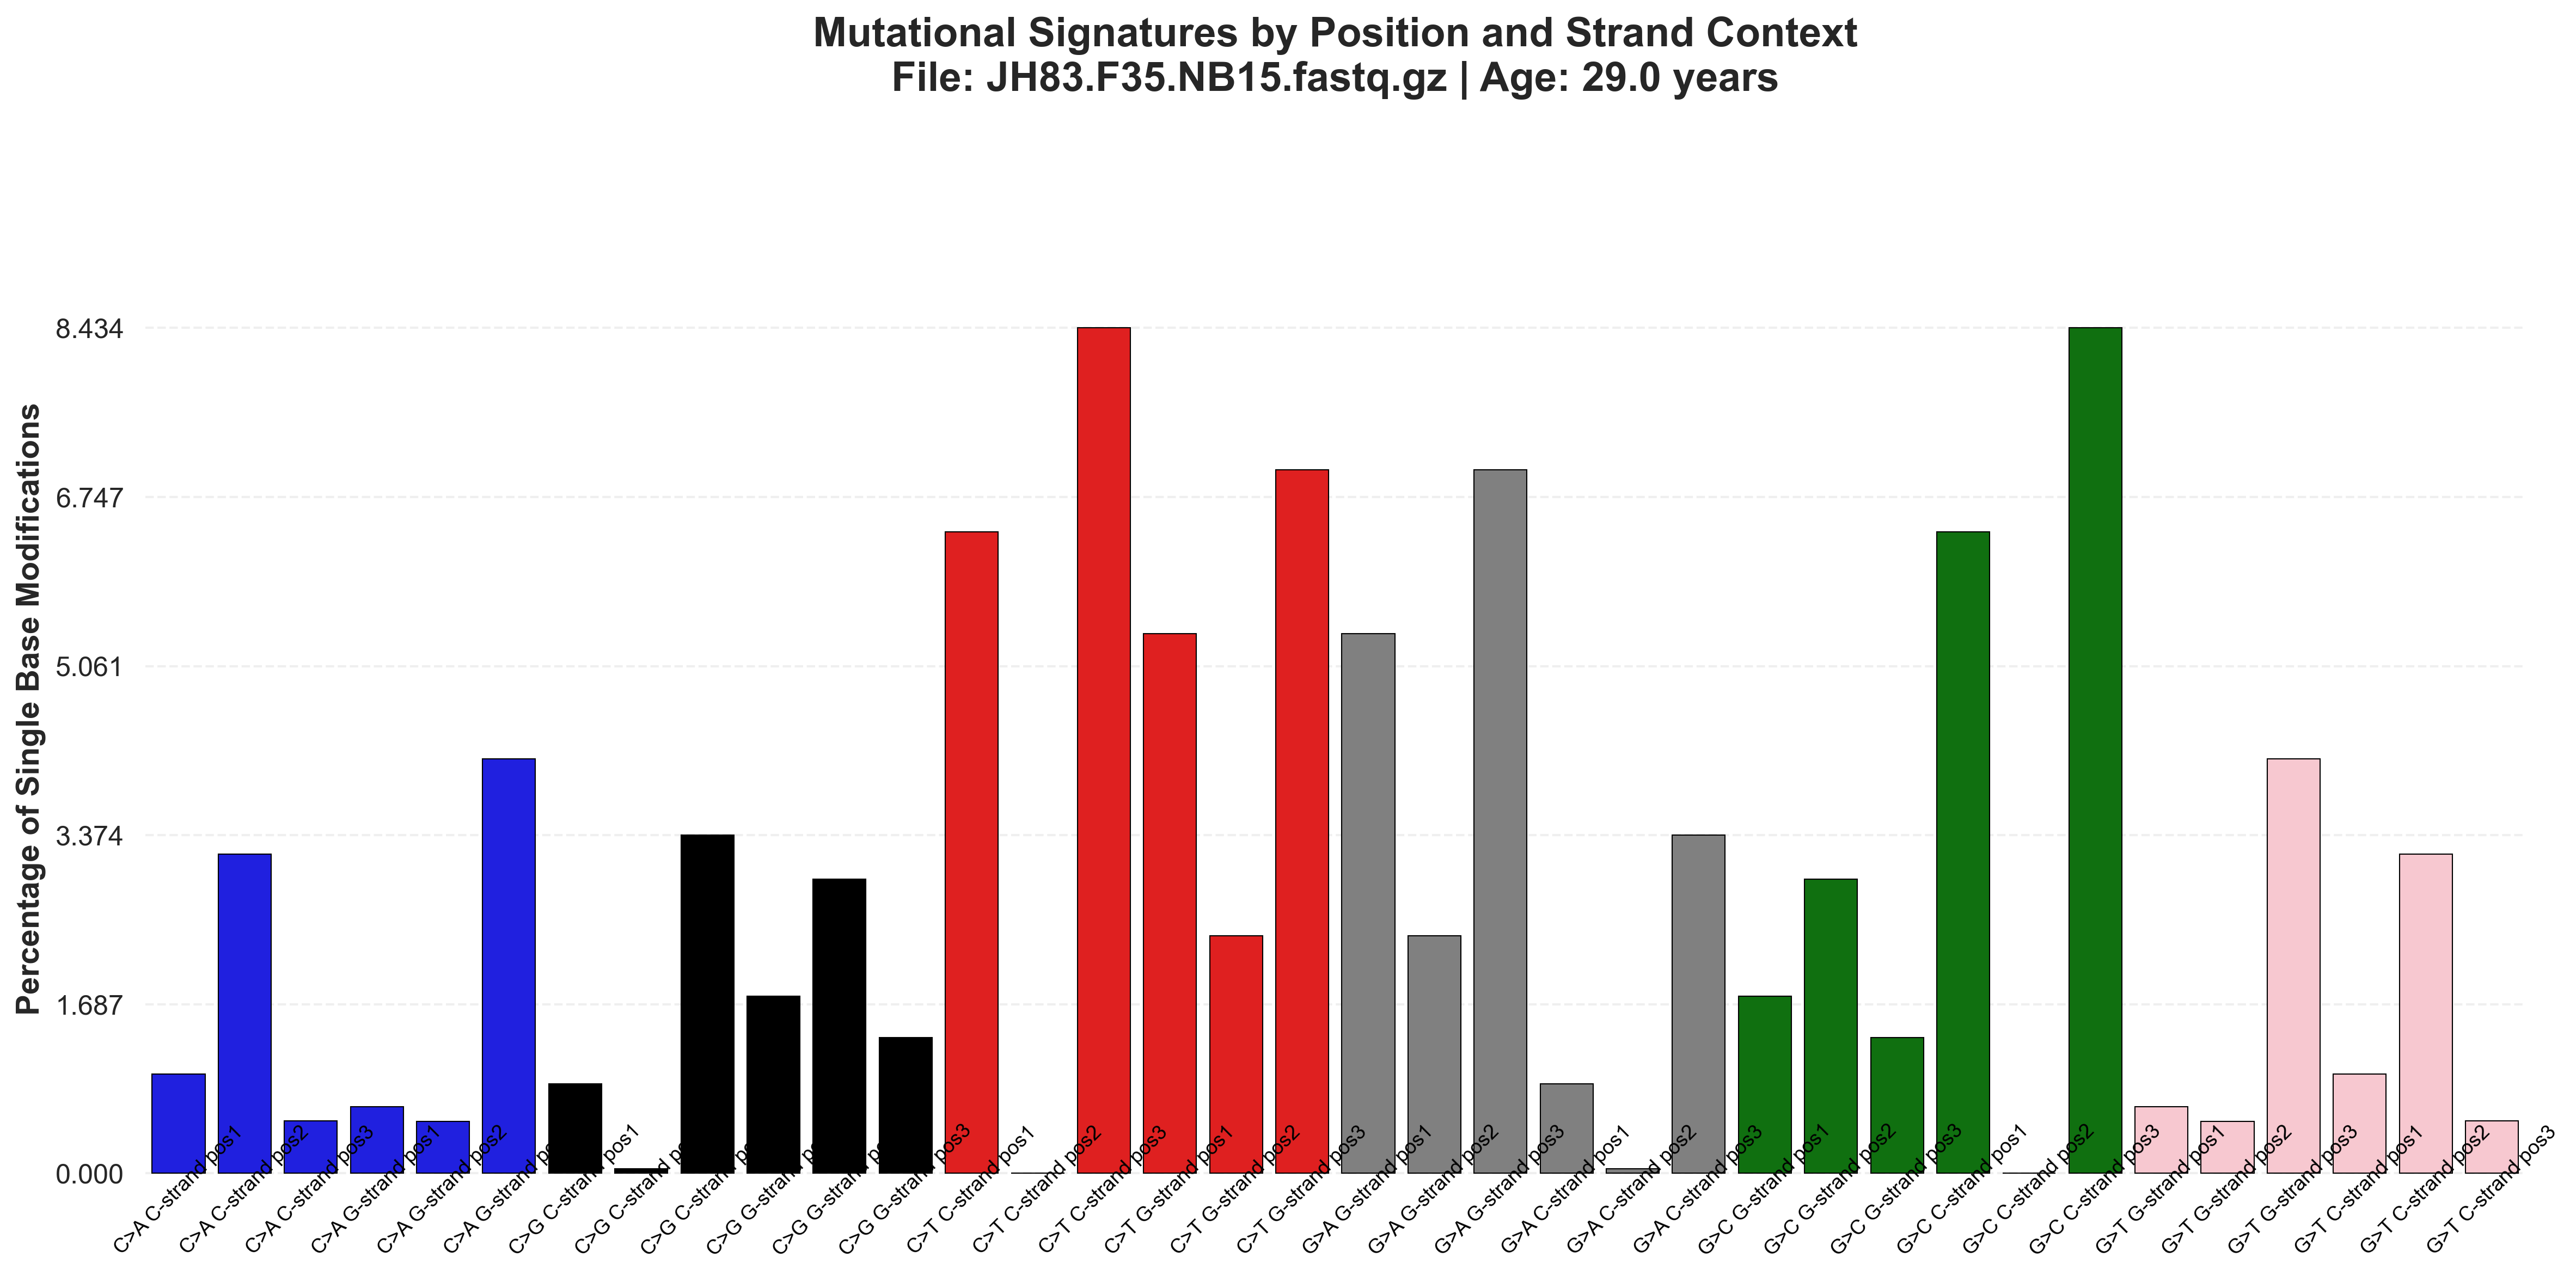 Mutational Signatures by Position and Strand Context
File: JH83.F35.NB15.fastq.gz | Age: 29.0 years
Percentage of Single Base Modifications
8.434
6.747
5.061
3.374
1.687
0.000
C>A C-strand pos1
C>A C-strand pos2
C>A C-strand pos3
C>A G-strand pos1
C>A G-strand pos2
C>A G-strand
C>G C-strand pos1
C>G C-strand
C>G C-strand
C>G G-strand
C>G G-strand
C>G G-strand pos3
C>T C-strand pos1
C>T C-strand pos2
C>T C-strand pos3
C>T G-strand pos1
C>T G-strand pos2
C>T G-strand pos3
G>A G-strand pos1
G>A G-strand pos2
G>A G-strand pos3
G>A C-strand pos1
G>A C-strand pos2
G>A C-strand pos3
G>C G-strand pos1
G>C G-strand pos2
G>C G-strand pos3
G>C C-strand pos1
G>C C-strand pos2
G>C C-strand pos3
G>T G-strand pos1
G>T G-strand pos2
G>T G-strand pos3
G>T C-strand pos1
G>T C-strand pos2
G>T C-strand pos3